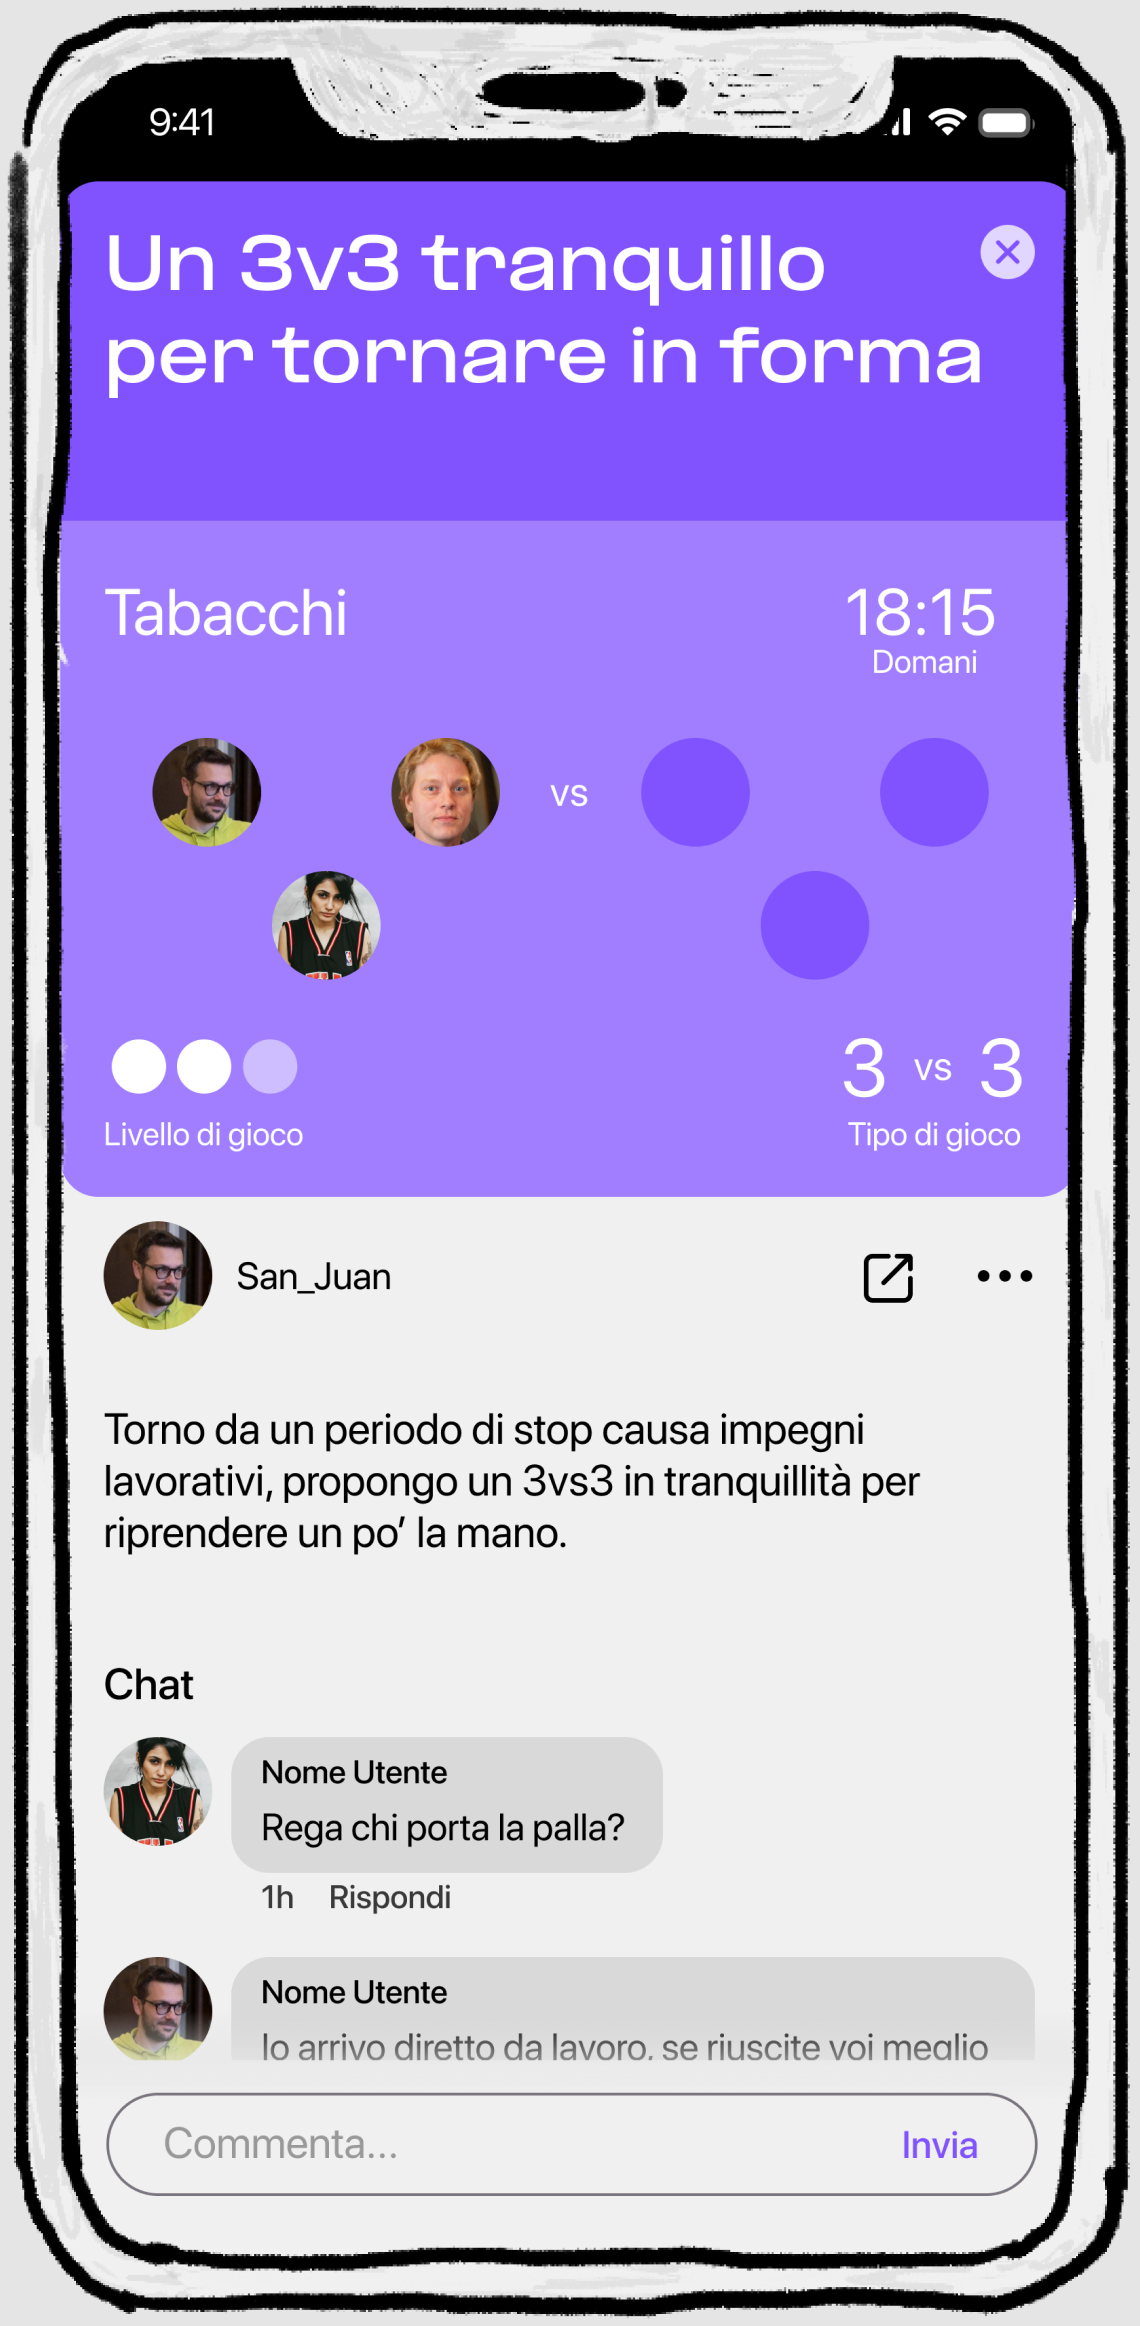 9:41
Un 3v3 tranquillo
per tornare in forma
Tabacchi
18:15
Domani
vs
3 vs 3
Livello di gioco
Tipo di gioco
San_Juan
Torno da un periodo di stop causa impegni
lavorativi, propongo un 3vs3 in tranquillità per
riprendere un po’ la mano.
Chat
Nome Utente
Rega chi porta la palla?
1h Rispondi
Nome Utente
Io arrivo diretto da lavoro, se riuscite voi meglio
Commenta...
Invia